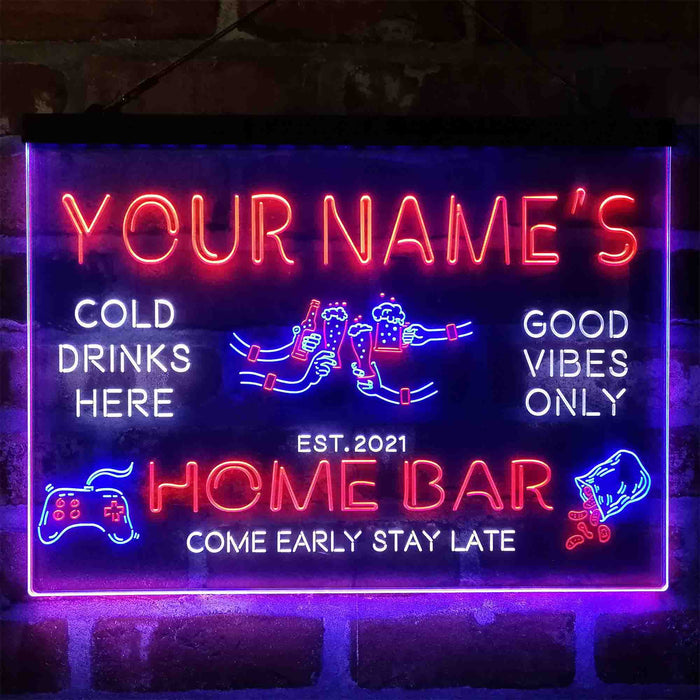 YOUR NAME'S
COLD
DRINKS
HERE
GOOD
VIBES
ONLY
EST.2021
HOME BAR
COME EARLY STAY LATE